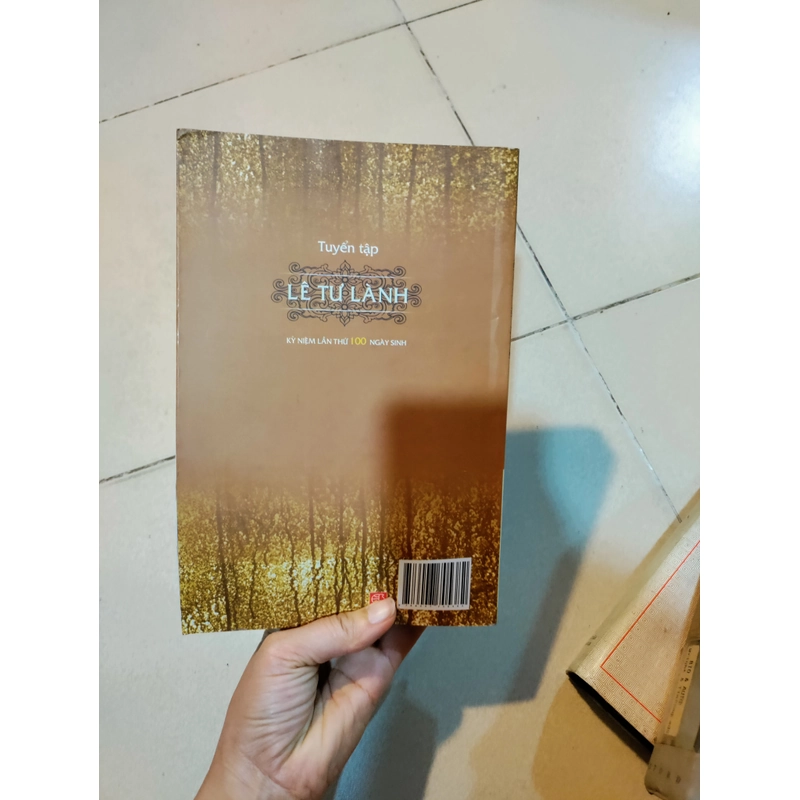 Tuyển tập
LÊ TƯ LÀNH
KỶ NIỆM LẦN THỨ 100 NGÀY SINH